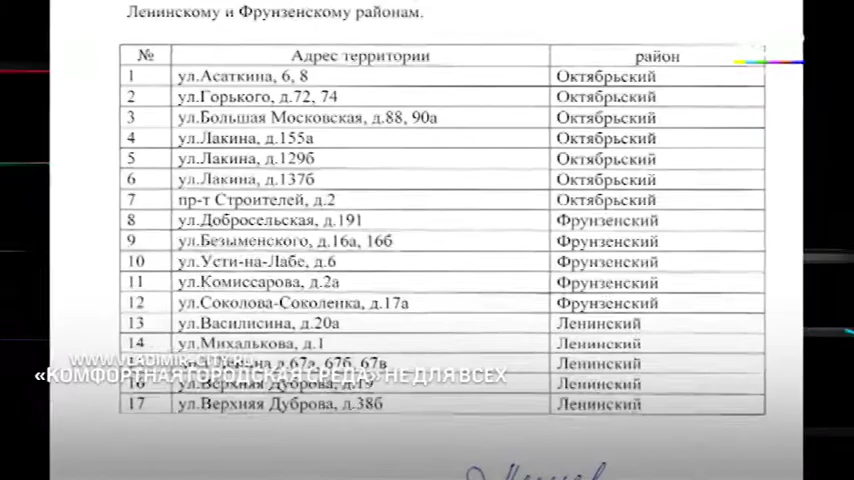 Ленинскому и Фрунзенскому районам.
№ Адрес территории район
1 ул.Асаткина, 6, 8 Октябрьский
2 ул.Горького, д.72, 74 Октябрьский
3 ул.Большая Московская, д.88, 90а Октябрьский
4 ул.Лакина, д.155а Октябрьский
5 ул.Лакина, д.129б Октябрьский
6 ул.Лакина, д.137б Октябрьский
7 пр-т Строителей, д.2 Октябрьский
8 ул.Добросельская, д.191 Фрунзенский
9 ул.Безыменского, д.16а, 16б Фрунзенский
10 ул.Усти-на-Лабе, д.6 Фрунзенский
11 ул.Комиссарова, д.2а Фрунзенский
12 ул.Соколова-Соколенка, д.17а Фрунзенский
13 ул.Василисина, д.20а Ленинский
14 ул.Михалькова, д.1 Ленинский
WWW.VLADIMIR-CITY.RU
д.67а, 67б, 67в Ленинский
«КОМФОРТНАЯ ГОРОДСКАЯ СРЕДА» НЕ ДЛЯ ВСЕХ
16 ул.Верхняя Дуброва, д.19 Ленинский
17 ул.Верхняя Дуброва, д.38б Ленинский